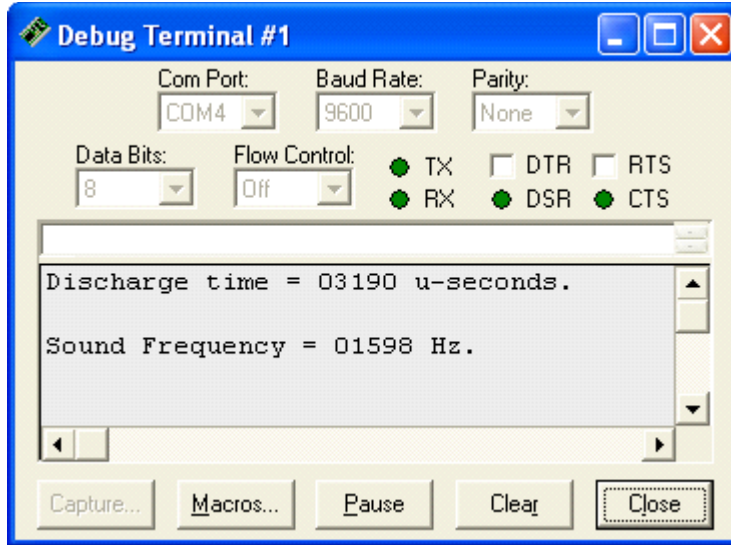 Debug Terminal #1
Com Port: Baud Rate: Parity:
COM4 9600 None
Data Bits: Flow Control: TX DTR RTS
8 Off RX DSR CTS
Discharge time = 03190 u-seconds.
Sound Frequency = 01598 Hz.
Capture... Macros... Pause Clear Close